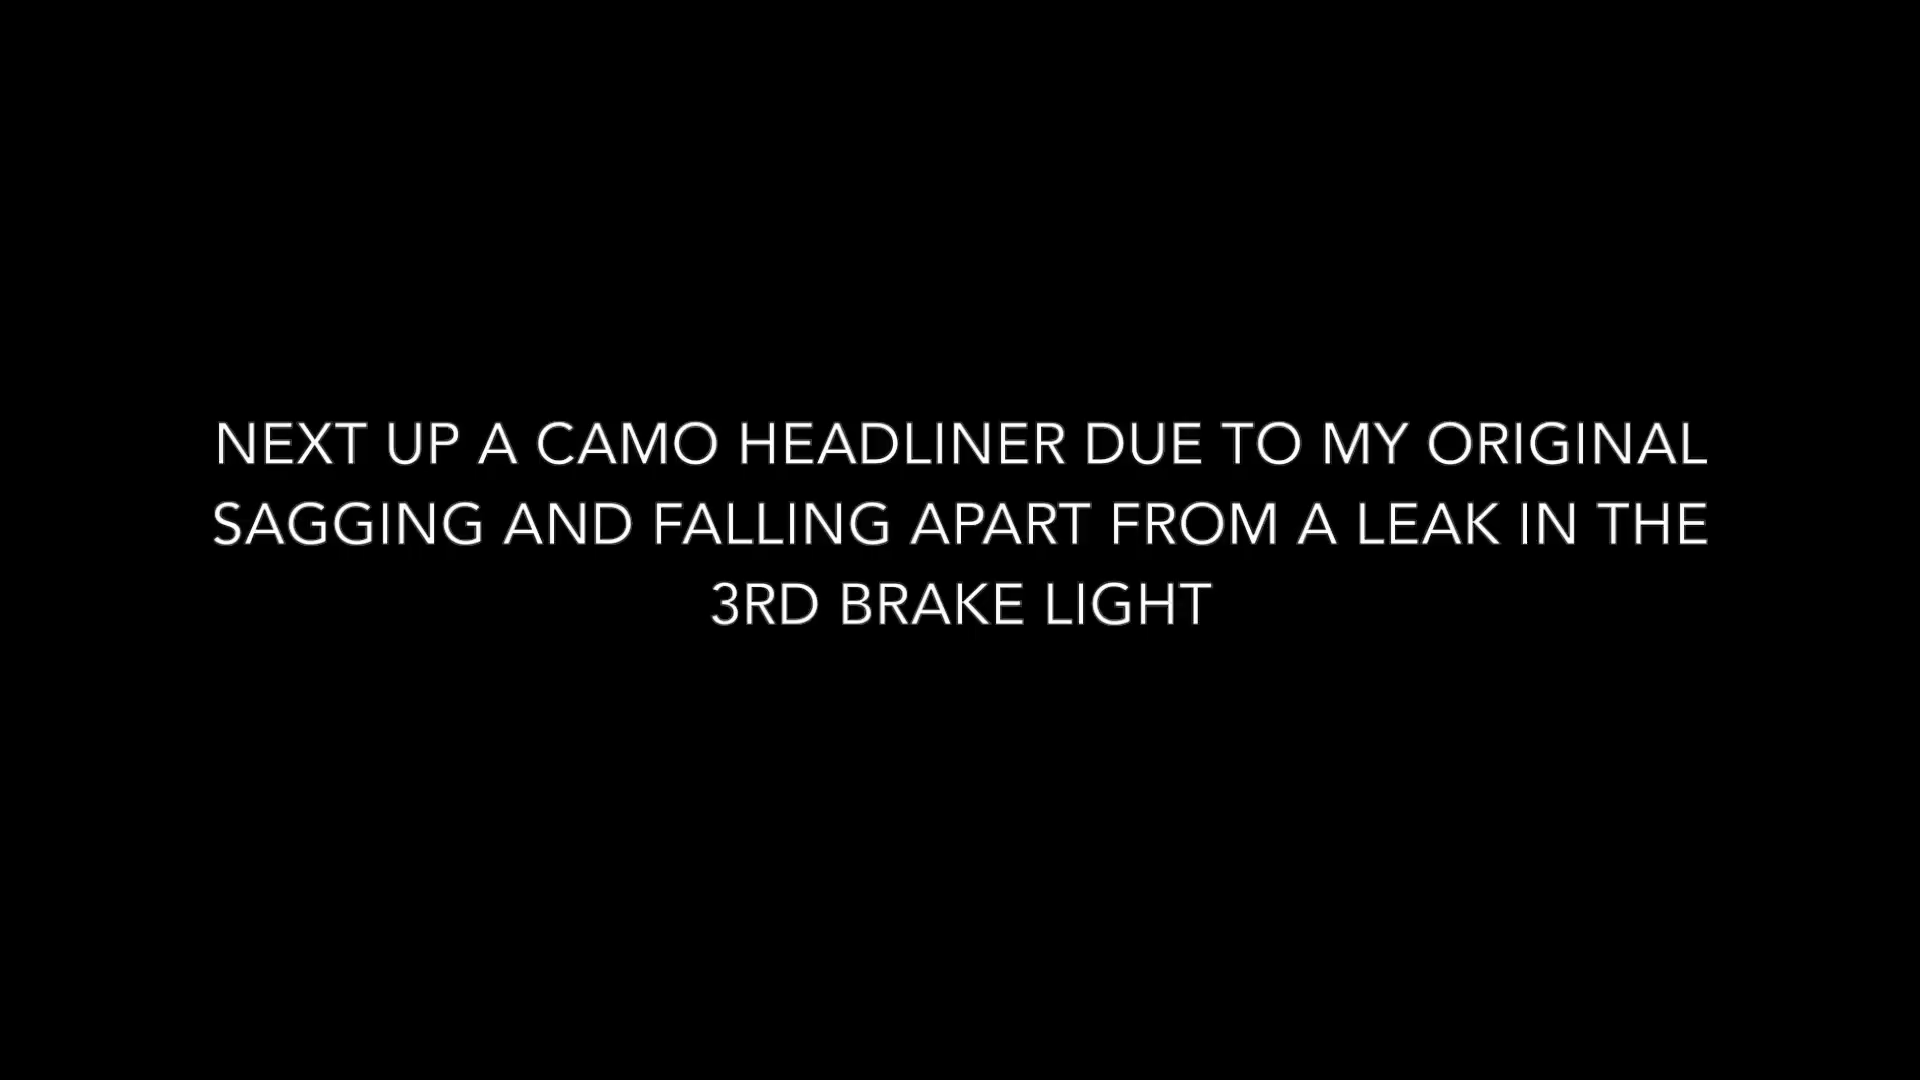 NEXT UP A CAMO HEADLINER DUE TO MY ORIGINAL
SAGGING AND FALLING APART FROM A LEAK IN THE
3RD BRAKE LIGHT